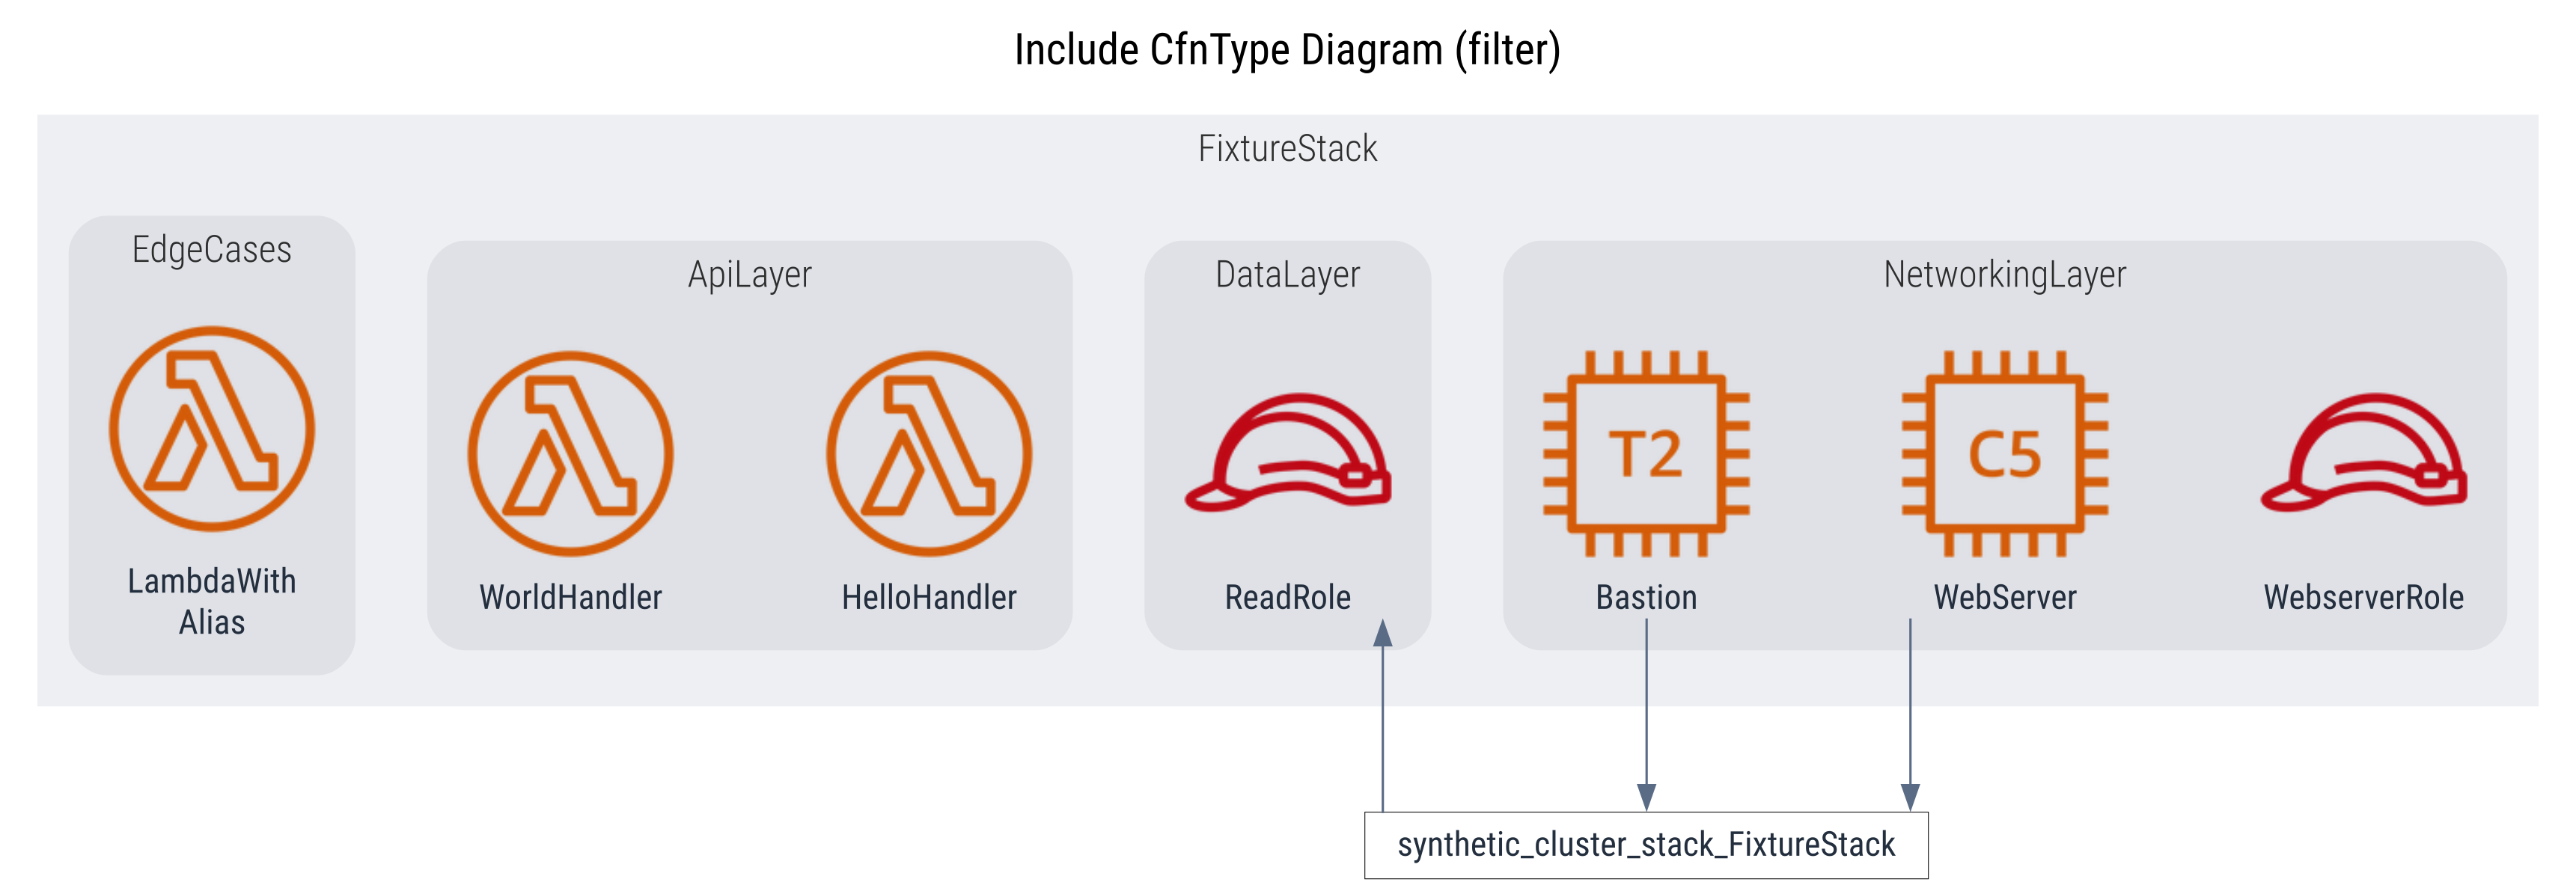 Include CfnType Diagram (filter)
FixtureStack
EdgeCases
LambdaWith
Alias
ApiLayer
WorldHandler
HelloHandler
DataLayer
ReadRole
NetworkingLayer
T2
Bastion
C5
WebServer
WebserverRole
synthetic_cluster_stack_FixtureStack